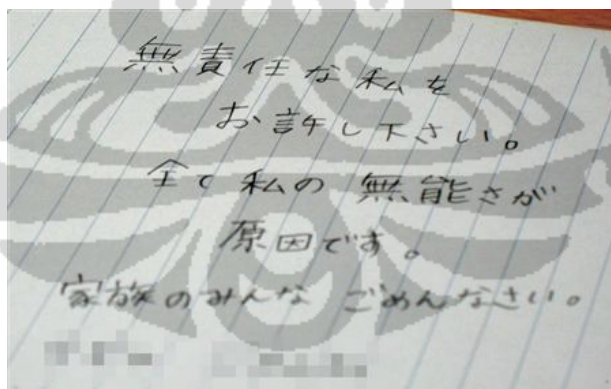 無責任な私を
お許し下さい。
全て私の無能さが
原因です。
家族のみんな ごめんなさい。